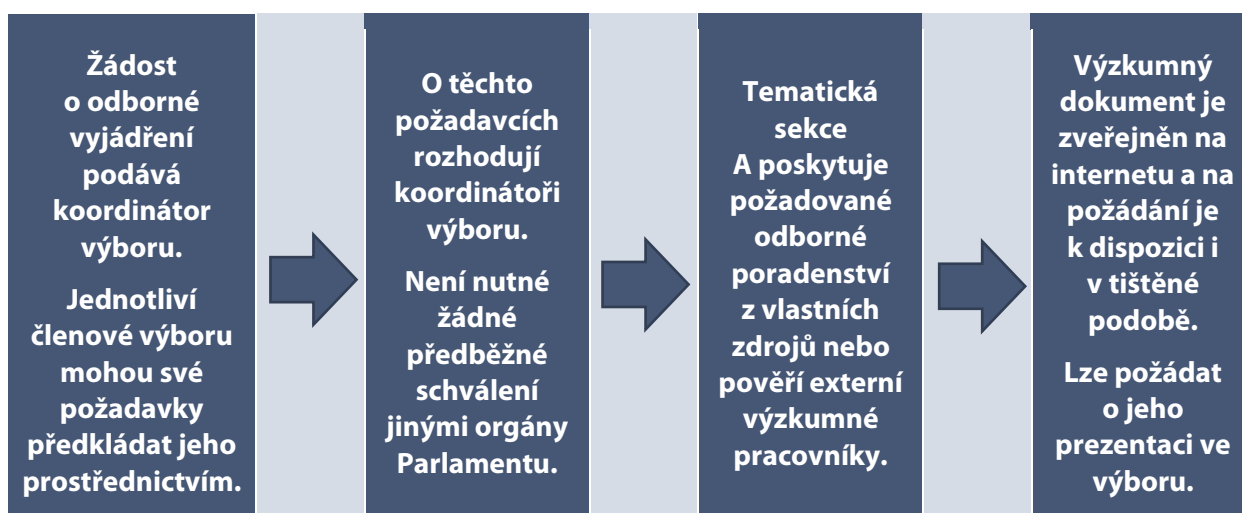 Žádost
o odborné
vyjádření
podává
koordinátor
výboru.
Jednotliví
členové výboru
mohou své
požadavky
předkládat jeho
prostřednictvím.
O těchto
požadavcích
rozhodují
koordinátoři
výboru.
Není nutné
žádné
předběžné
schválení
jinými orgány
Parlamentu.
Tematická
sekce
A poskytuje
požadované
odborné
poradenství
z vlastních
zdrojů nebo
pověří externí
výzkumné
pracovníky.
Výzkumný
dokument je
zveřejněn na
internetu a na
požádání je
k dispozici i
v tištěné
podobě.
Lze požádat
o jeho
prezentaci ve
výboru.